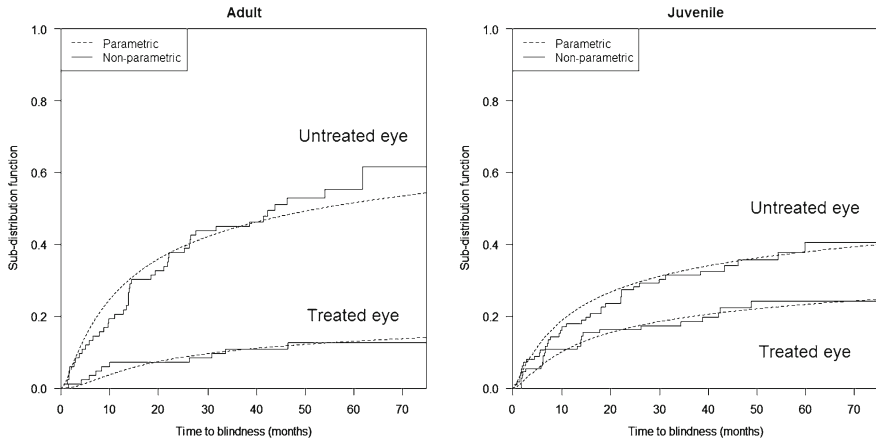 Adult
Sub-distribution function
1.0
0.8
0.6
0.4
0.2
0.0
Parametric
Non-parametric
Untreated eye
Treated eye
0 10 20 30 40 50 60 70
Time to blindness (months)
Juvenile
Sub-distribution function
1.0
0.8
0.6
0.4
0.2
0.0
Parametric
Non-parametric
Untreated eye
Treated eye
0 10 20 30 40 50 60 70
Time to blindness (months)